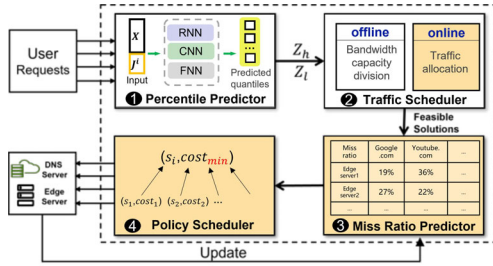 User
Requests
X
J^i
Input
RNN
CNN
FNN
...
Predicted
quantiles
❶ Percentile Predictor
Z_h
Z_l
offline
Bandwidth
capacity
division
online
Traffic
allocation
❷ Traffic Scheduler
Feasible
Solutions
Miss ratio Google .com Youtube. com ...
Edge server1 19% 36% ...
Edge server2 27% 22% ...
... ... ...
❸ Miss Ratio Predictor
(s_i,cost_min)
(s_1,cost_1) (s_2,cost_2) ...
❹ Policy Scheduler
DNS
Server
Edge
Server
Update